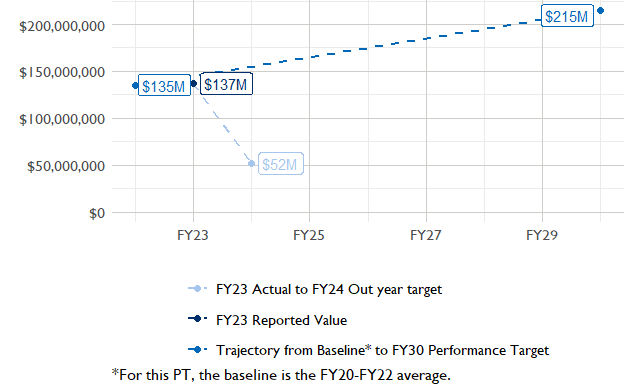 $215M
$200,000,000
$150,000,000
$135M
$137M
$100,000,000
$50,000,000
$52M
$0
FY23 FY25 FY27 FY29
FY23 Actual to FY24 Out year target
FY23 Reported Value
Trajectory from Baseline* to FY30 Performance Target
*For this PT, the baseline is the FY20-FY22 average.